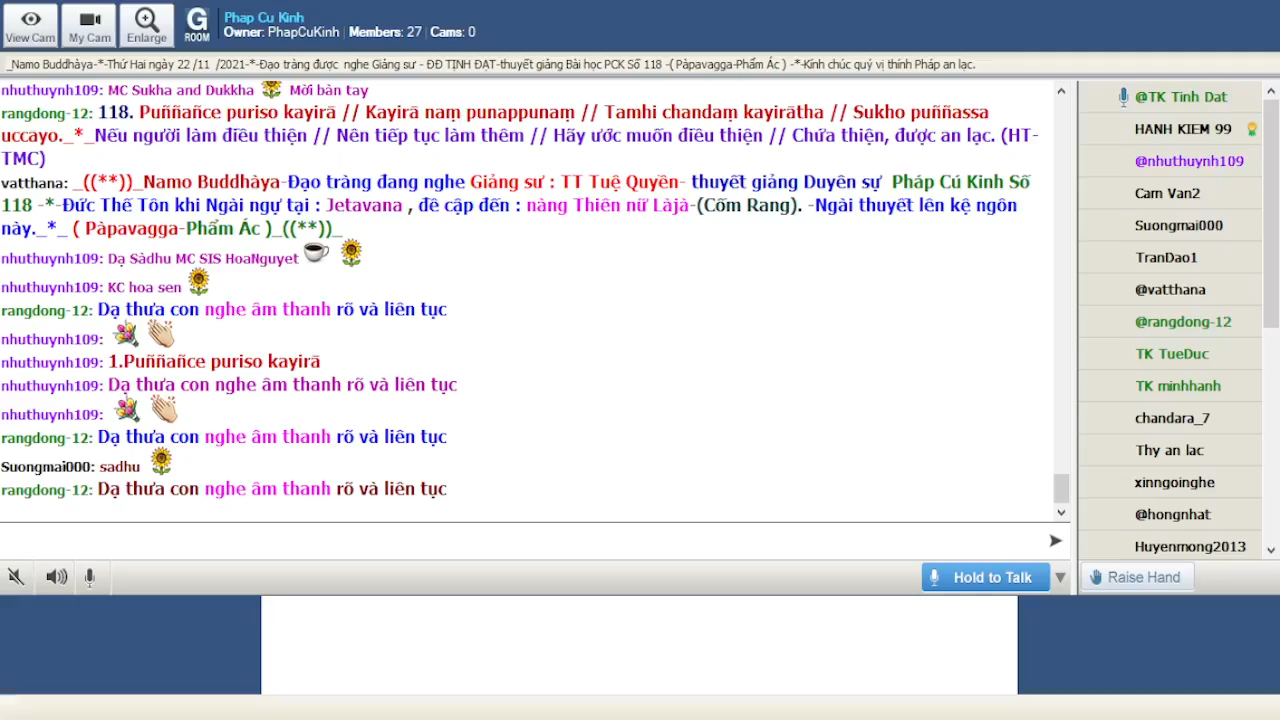 View Cam
My Cam
Enlarge
G
ROOM
Phap Cu Kinh
Owner: PhapCuKinh | Members: 27 | Cams: 0
_Namo Buddhàya-*-Thứ Hai ngày 22 /11 /2021-*-Đạo tràng được nghe Giảng sư - ĐĐ TỊNH ĐẠT-thuyết giảng Bài học PCK Số 118 -( Pàpavagga-Phẩm Ác ) -*-Kính chúc quý vị thính Pháp an lạc.
nhuthuynh109: MC Sukha and Dukkha Mời bàn tay
rangdong-12: 118. Puññañce puriso kayirā // Kayirā naṃ punappunaṃ // Tamhi chandaṃ kayirātha // Sukho puññassa
uccayo._*_Nếu người làm điều thiện // Nên tiếp tục làm thêm // Hãy ước muốn điều thiện // Chứa thiện, được an lạc. (HT-
TMC)
vatthana: _((**))_Namo Buddhàya-Đạo tràng đang nghe Giảng sư : TT Tuệ Quyền- thuyết giảng Duyên sự Pháp Cú Kinh Số
118 -*-Đức Thế Tôn khi Ngài ngự tại : Jetavana , đề cập đến : nàng Thiên nữ Làjà-(Cốm Rang). -Ngài thuyết lên kệ ngôn
này._*_ ( Pàpavagga-Phẩm Ác )_((**))_
nhuthuynh109: Dạ Sàdhu MC SIS HoaNguyet
nhuthuynh109: KC hoa sen
rangdong-12: Dạ thưa con nghe âm thanh rõ và liên tục
nhuthuynh109:
nhuthuynh109: 1.Puññañce puriso kayirā
nhuthuynh109: Dạ thưa con nghe âm thanh rõ và liên tục
nhuthuynh109:
rangdong-12: Dạ thưa con nghe âm thanh rõ và liên tục
Suongmai000: sadhu
rangdong-12: Dạ thưa con nghe âm thanh rõ và liên tục
@TK Tinh Dat
HANH KIEM 99
@nhuthuynh109
Cam Van2
Suongmai000
TranDao1
@vatthana
@rangdong-12
TK TueDuc
TK minhhanh
chandara_7
Thy an lac
xinngoinghe
@hongnhat
Huyenmong2013
Hold to Talk
Raise Hand